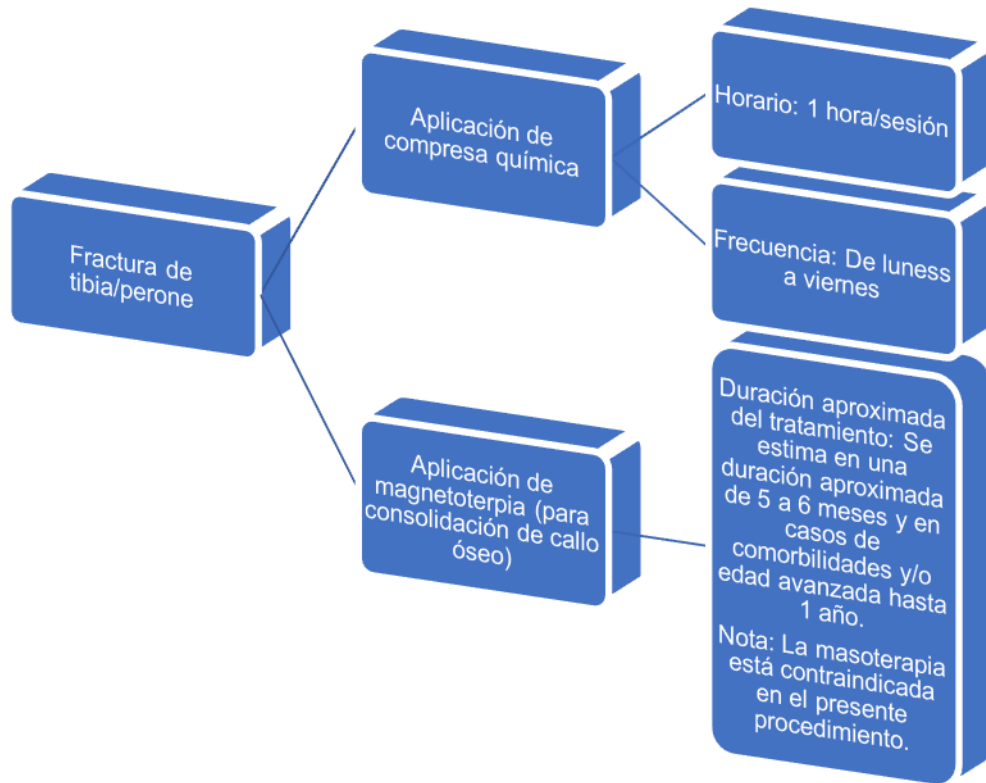 Fractura de
tibia/perone
Aplicación de
compresa química
Horario: 1 hora/sesión
Frecuencia: De luness
a viernes
Aplicación de
magnetoterpia (para
consolidación de callo
óseo)
Duración aproximada
del tratamiento: Se
estima en una
duración aproximada
de 5 a 6 meses y en
casos de
comorbilidades y/o
edad avanzada hasta
1 año.
Nota: La masoterapia
está contraindicada
en el presente
procedimiento.